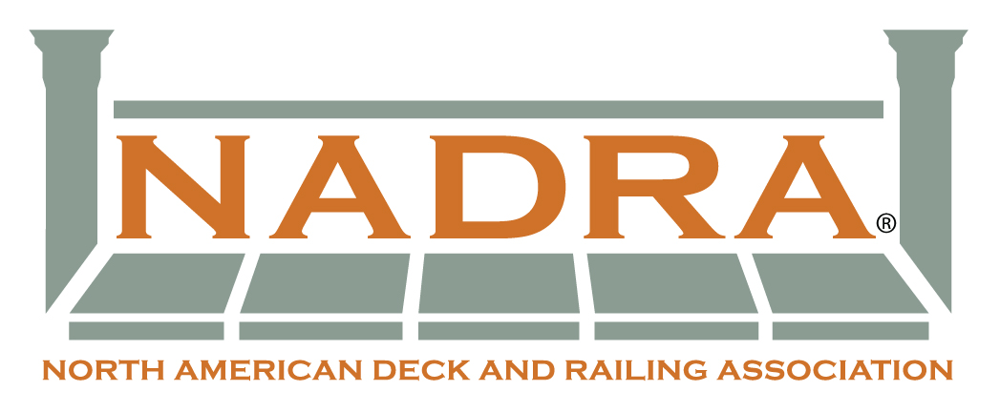 NADRA®
NORTH AMERICAN DECK AND RAILING ASSOCIATION